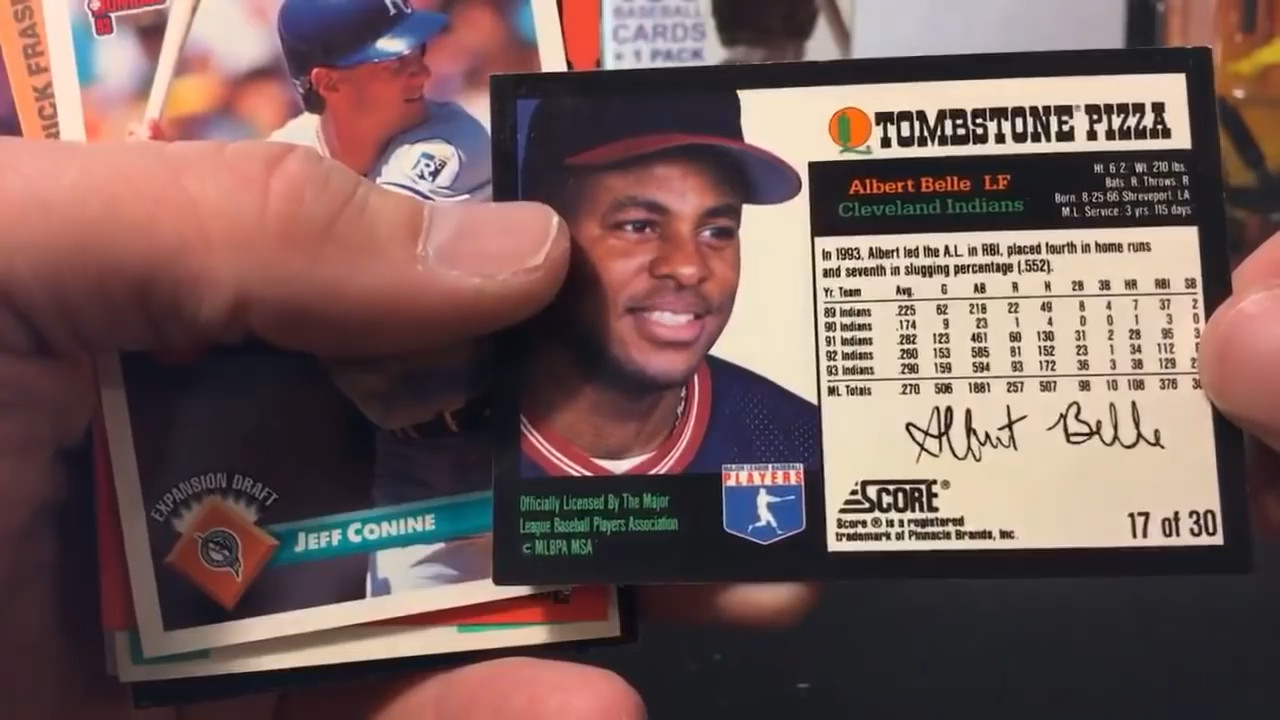 BASEBALL
CARDS
+ 1 PACK
93
R
TOMBSTONE® PIZZA
Albert Belle LF
Cleveland Indians
Ht. 6'2" Wt. 210 lbs.
Bats. R. Throws. R
Born. 8-25-66 Shreveport, LA
M.L. Service: 3 yrs. 115 days
In 1993, Albert led the A.L. in RBI, placed fourth in home runs
and seventh in slugging percentage (.552).
Yr. Team Avg. G AB R H 2B 3B HR RBI SB
89 Indians .225 62 218 22 49 8 4 7 37 2
90 Indians .174 9 23 1 4 0 0 1 3 0
91 Indians .282 123 461 60 130 31 2 28 95 3
92 Indians .260 153 585 81 152 23 1 34 112
93 Indians .290 159 594 93 172 36 3 38 129
ML Totals .270 506 1881 257 507 98 10 108 376
Albert Belle
SCORE®
Score ® is a registered
trademark of Pinnacle Brands, Inc.
17 of 30
MAJOR LEAGUE BASEBALL
PLAYERS
Officially Licensed By The Major
League Baseball Players Association
© MLBPA MSA
EXPANSION DRAFT
JEFF CONINE